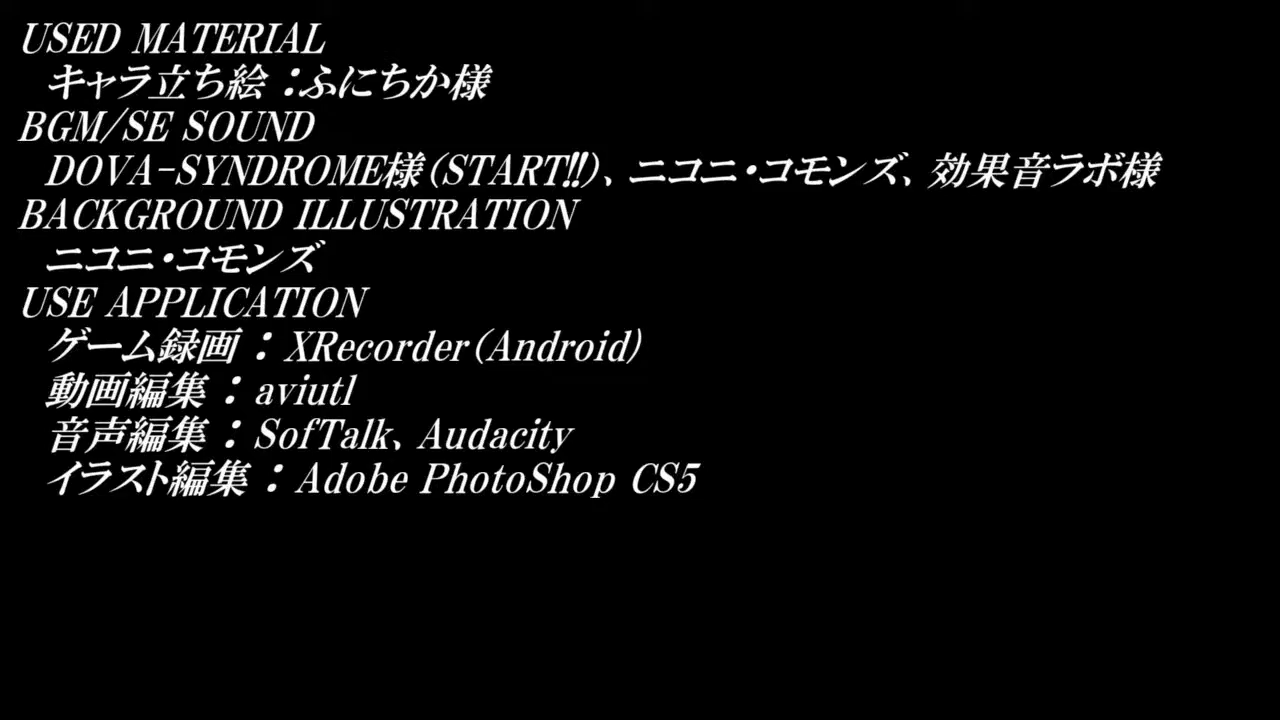 USED MATERIAL
キャラ立ち絵：ふにちか様
BGM/SE SOUND
DOVA-SYNDROME様(START!!)、ニコニ・コモンズ、効果音ラボ様
BACKGROUND ILLUSTRATION
ニコニ・コモンズ
USE APPLICATION
ゲーム録画：XRecorder(Android)
動画編集：aviutl
音声編集：SofTalk、Audacity
イラスト編集：Adobe PhotoShop CS5